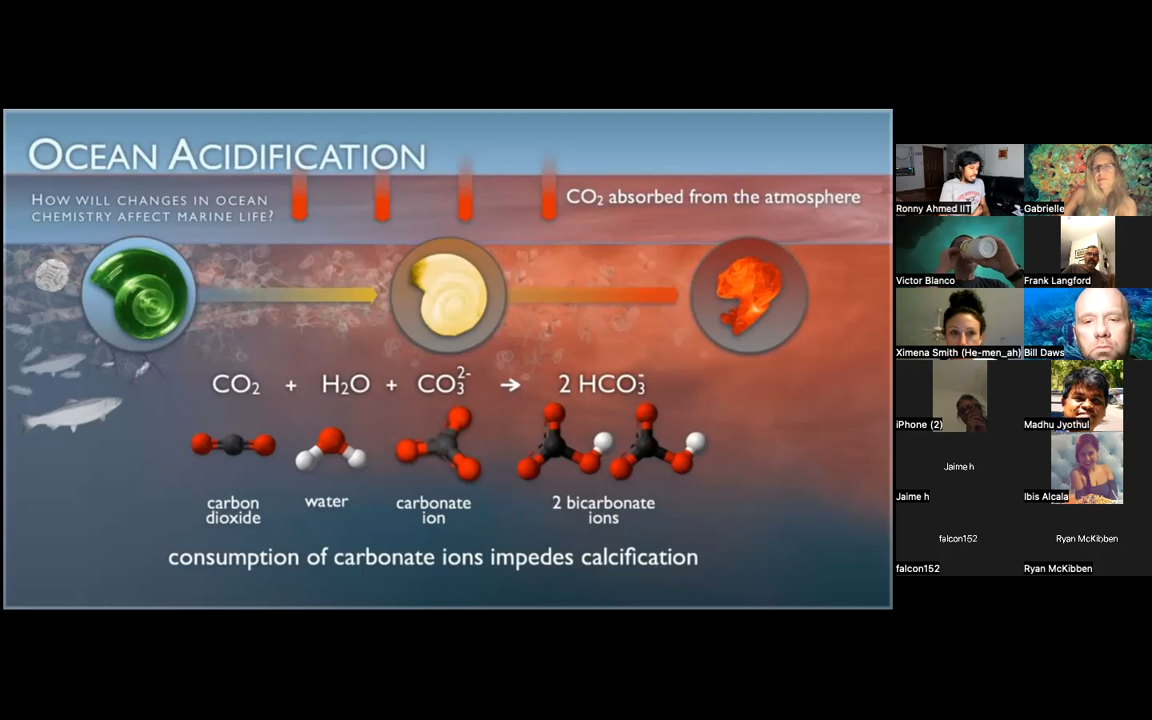 OCEAN ACIDIFICATION
HOW WILL CHANGES IN OCEAN
CHEMISTRY AFFECT MARINE LIFE?
CO₂ absorbed from the atmosphere
CO₂ + H₂O + CO₃²⁻ → 2 HCO₃⁻
carbon
dioxide
water
carbonate
ion
2 bicarbonate
ions
consumption of carbonate ions impedes calcification
Ronny Ahmed IIT
Gabrielle
Victor Blanco
Frank Langford
Ximena Smith (He-men_ah)
Bill Daws
iPhone (2)
Madhu Jyothul
Jaime h
Jaime h
Ibis Alcala
falcon152
Ryan McKibben
falcon152
Ryan McKibben